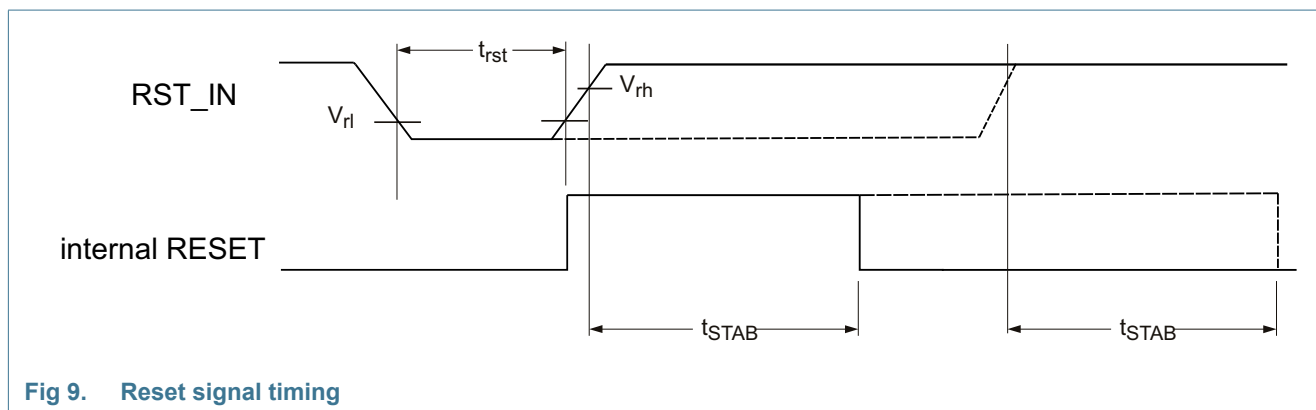 t_rst
RST_IN
V_rl
V_rh
internal RESET
t_STAB
t_STAB
Fig 9. Reset signal timing